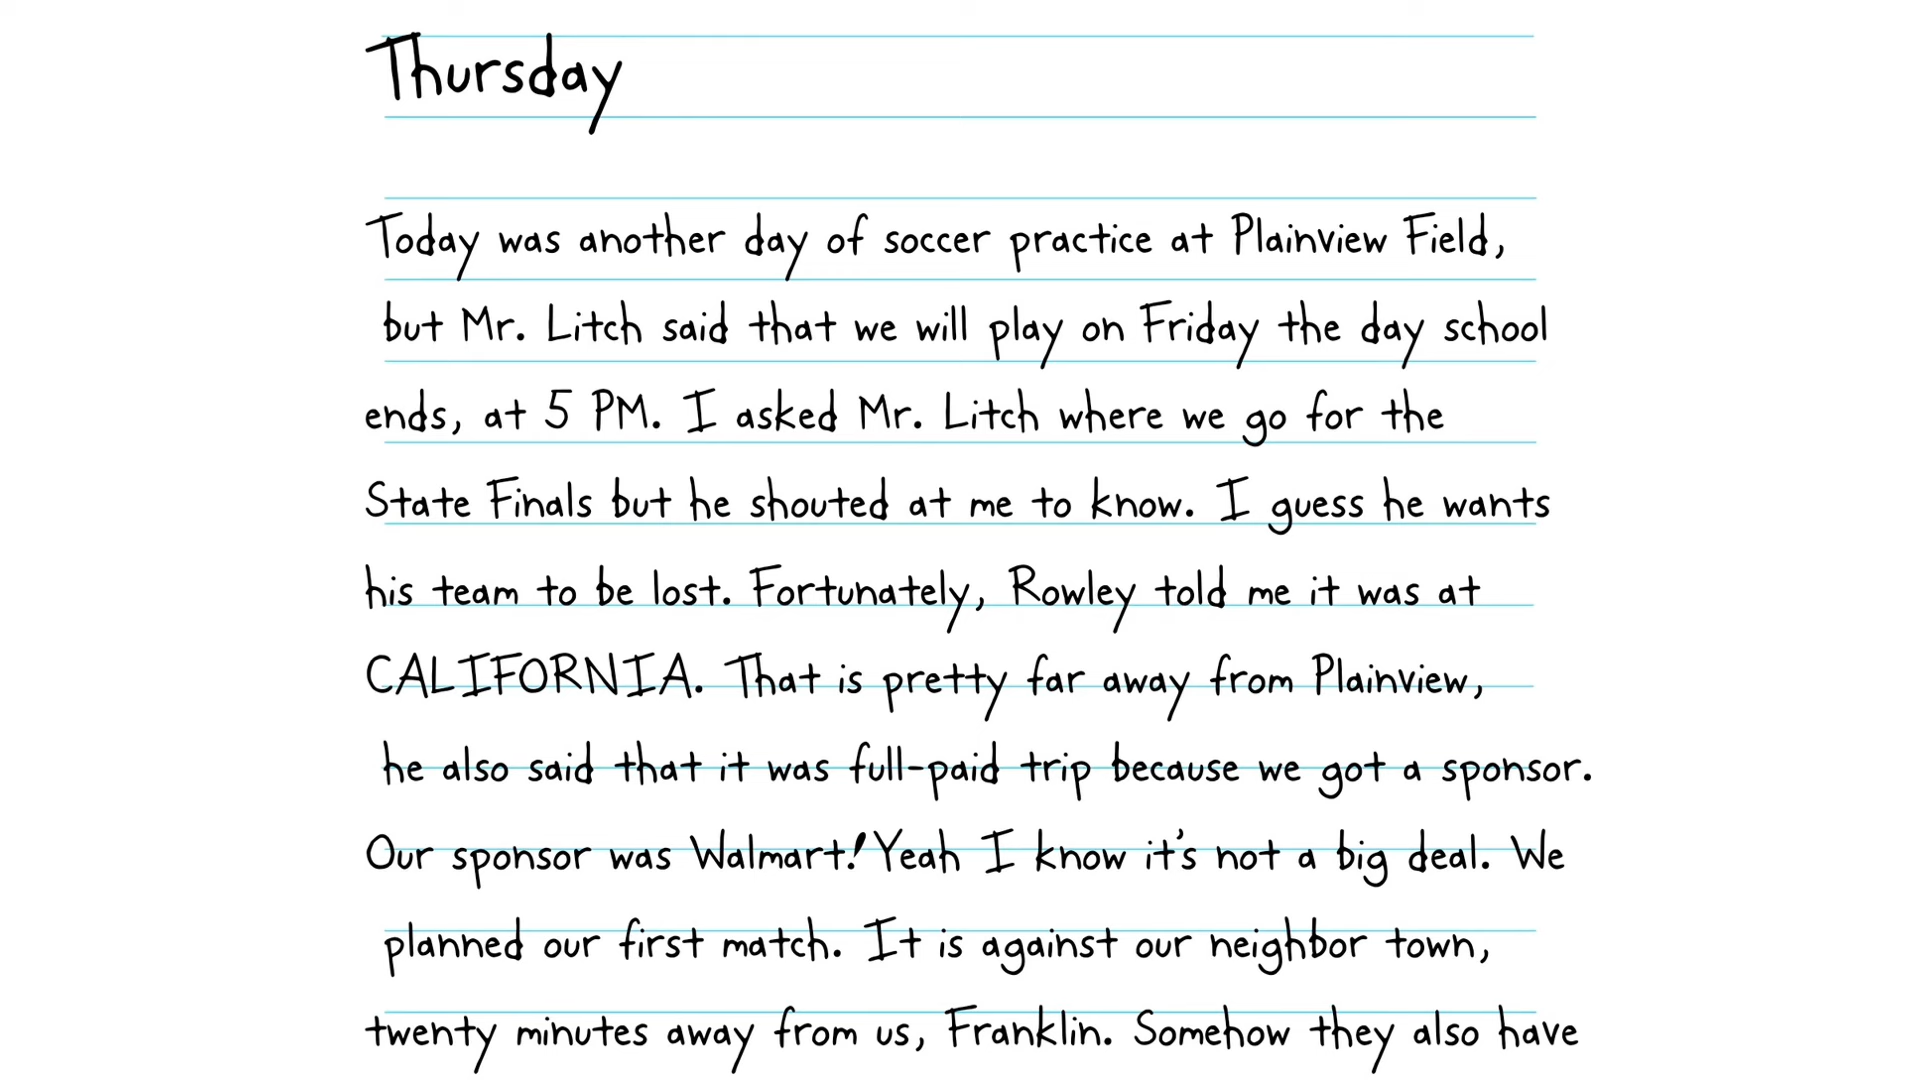 Thursday
Today was another day of soccer practice at Plainview Field,
but Mr. Litch said that we will play on Friday the day school
ends, at 5 PM. I asked Mr. Litch where we go for the
State Finals but he shouted at me to know. I guess he wants
his team to be lost. Fortunately, Rowley told me it was at
CALIFORNIA. That is pretty far away from Plainview,
he also said that it was full-paid trip because we got a sponsor.
Our sponsor was Walmart! Yeah I know it's not a big deal. We
planned our first match. It is against our neighbor town,
twenty minutes away from us, Franklin. Somehow they also have